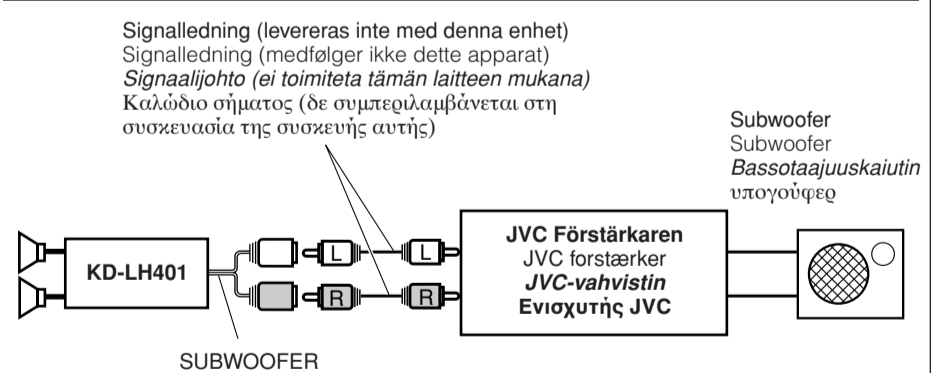 Signalledning (levereras inte med denna enhet)
Signalledning (medfølger ikke dette apparat)
Signaalijohto (ei toimiteta tämän laitteen mukana)
Καλώδιο σήματος (δε συμπεριλαμβάνεται στη
συσκευασία της συσκευής αυτής)
Subwoofer
Subwoofer
Bassotaajuuskaiutin
υπογούφερ
KD-LH401
L
L
R
R
JVC Förstärkaren
JVC forstærker
JVC-vahvistin
Ενισχυτής JVC
SUBWOOFER